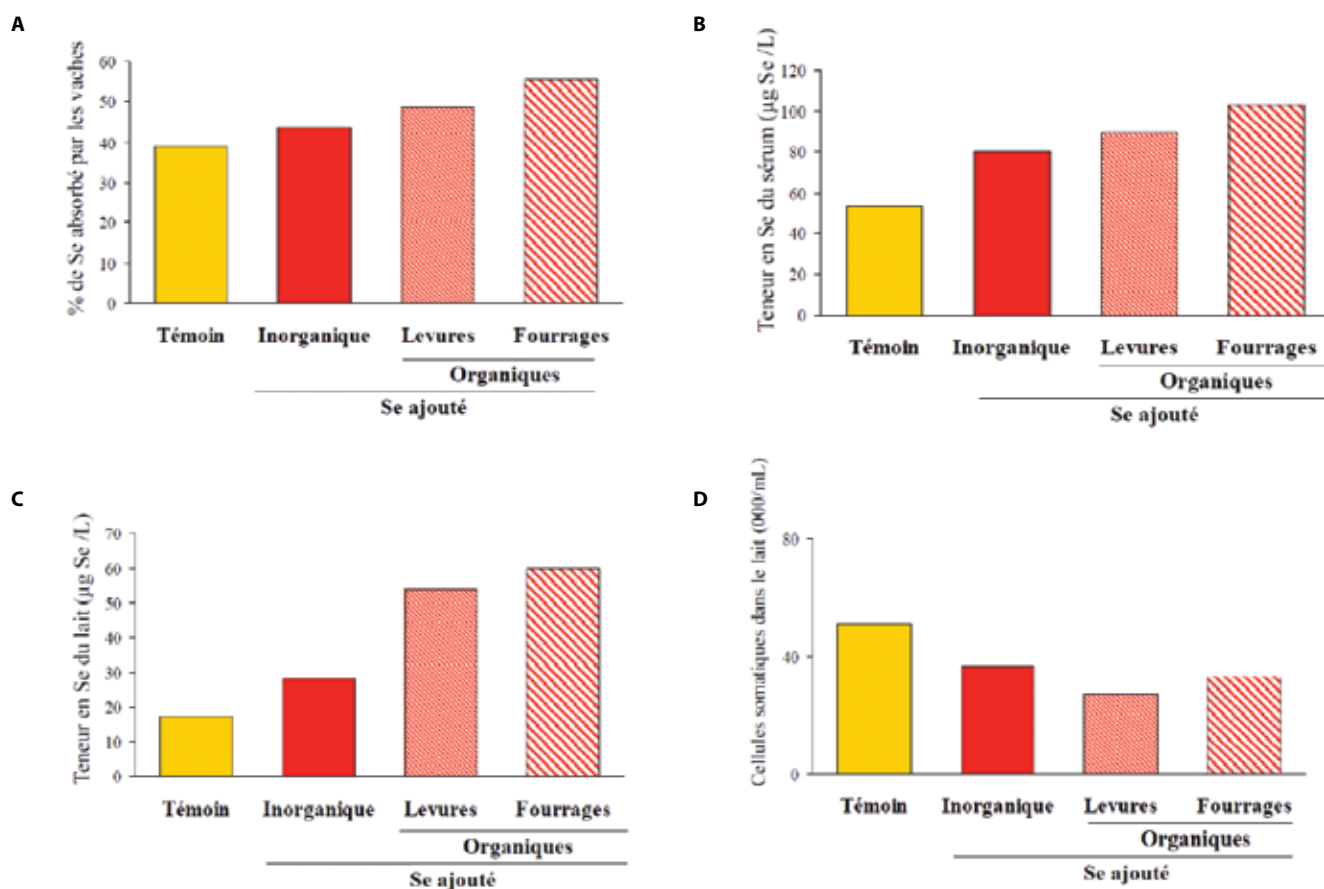 A
% de Se absorbé par les vaches
60
50
40
30
20
10
0
Témoin Inorganique Levures Fourrages
Organiques
Se ajouté
B
Teneur en Se du sérum (µg Se /L)
120
100
80
60
40
20
0
Témoin Inorganique Levures Fourrages
Organiques
Se ajouté
C
Teneur en Se du lait (µg Se /L)
70
60
50
40
30
20
10
0
Témoin Inorganique Levures Fourrages
Organiques
Se ajouté
D
Cellules somatiques dans le lait (000/mL)
80
40
0
Témoin Inorganique Levures Fourrages
Organiques
Se ajouté